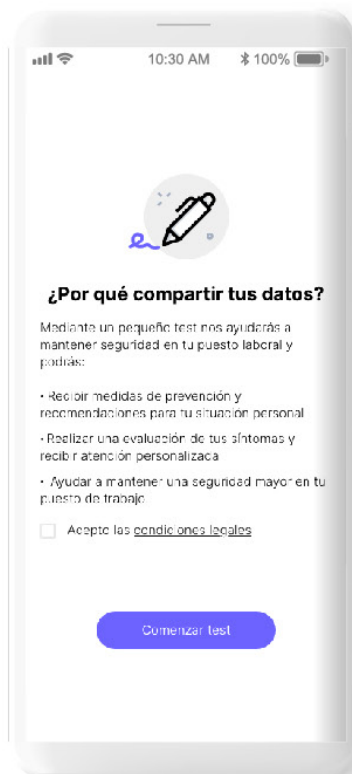 10:30 AM
100%
¿Por qué compartir tus datos?
Mediante un pequeño test nos ayudarás a
mantener seguridad en tu puesto laboral y
podrás:
• Recibir medidas de prevención y
recomendaciones para tu situación personal
• Realizar una evaluación de tus síntomas y
recibir atención personalizada
• Ayudar a mantener una seguridad mayor en tu
puesto de trabajo.
Acepto las condiciones legales
Comenzar test